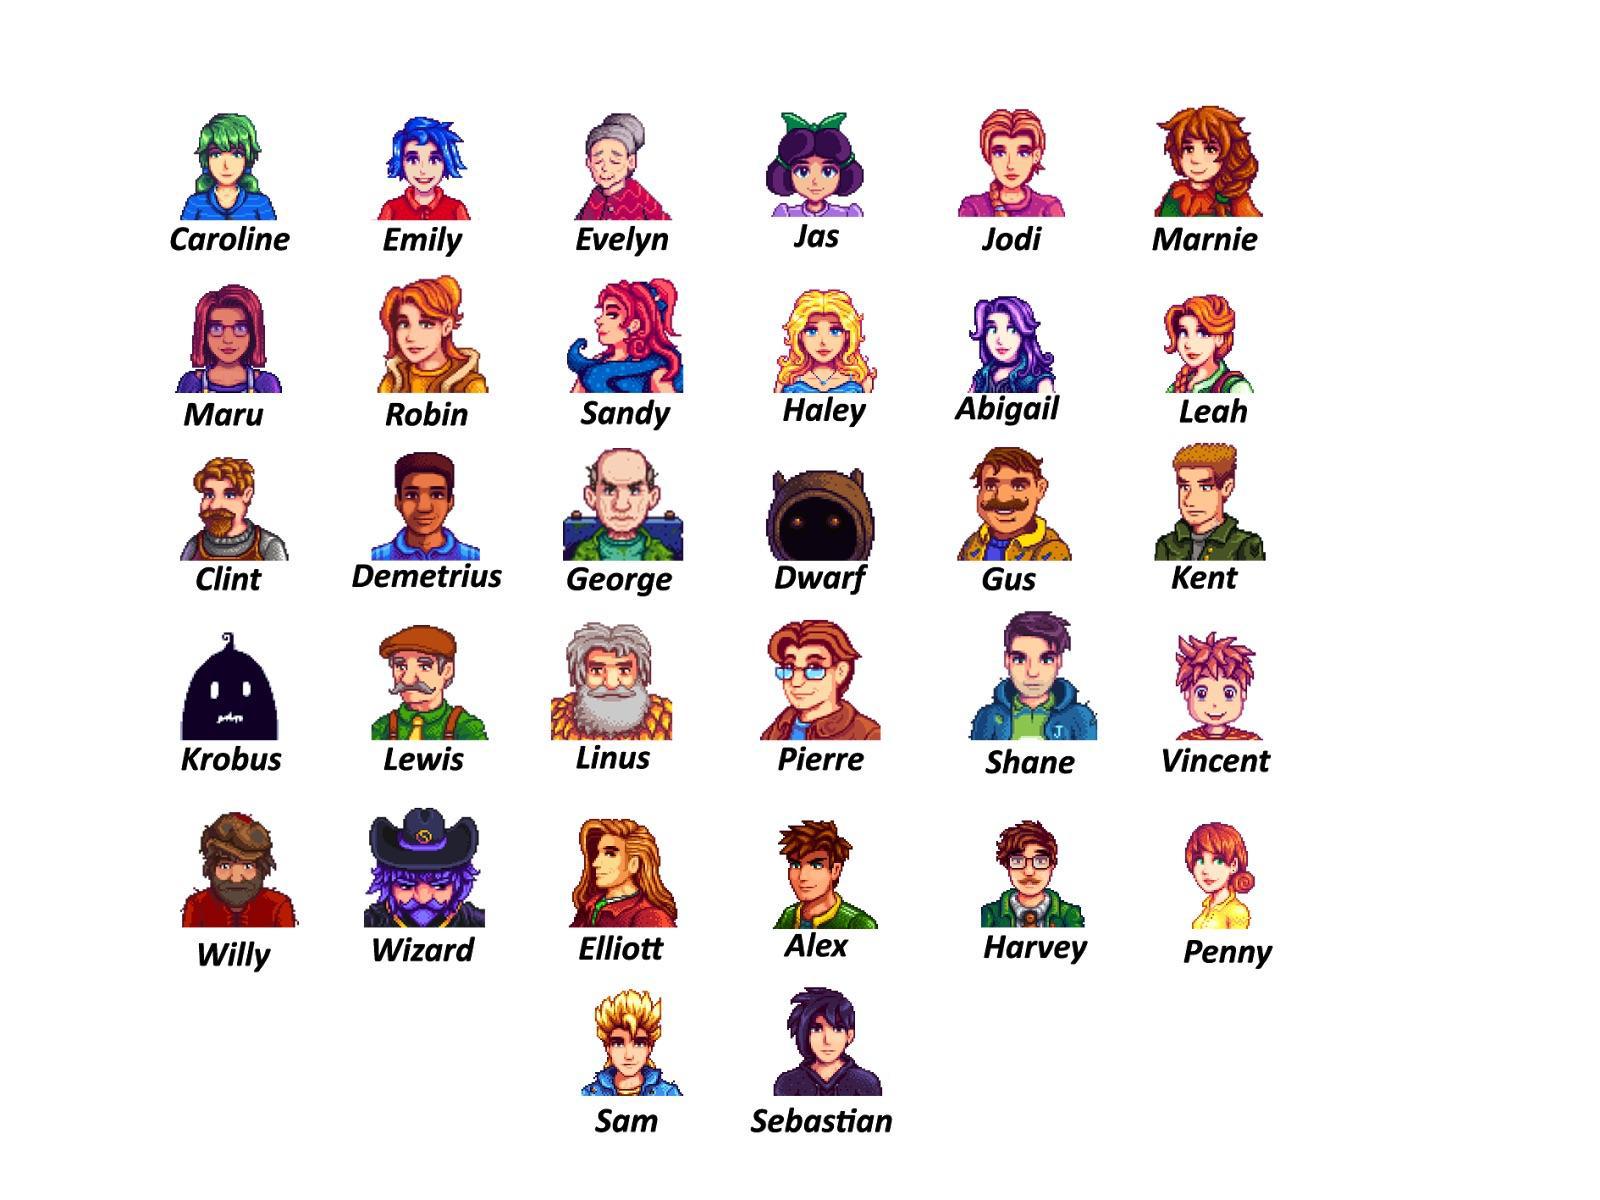 Caroline Emily Evelyn Jas Jodi Marnie
Maru Robin Sandy Haley Abigail Leah
Clint Demetrius George Dwarf Gus Kent
J
Krobus Lewis Linus Pierre Shane Vincent
Willy Wizard Elliott Alex Harvey Penny
Sam Sebastian